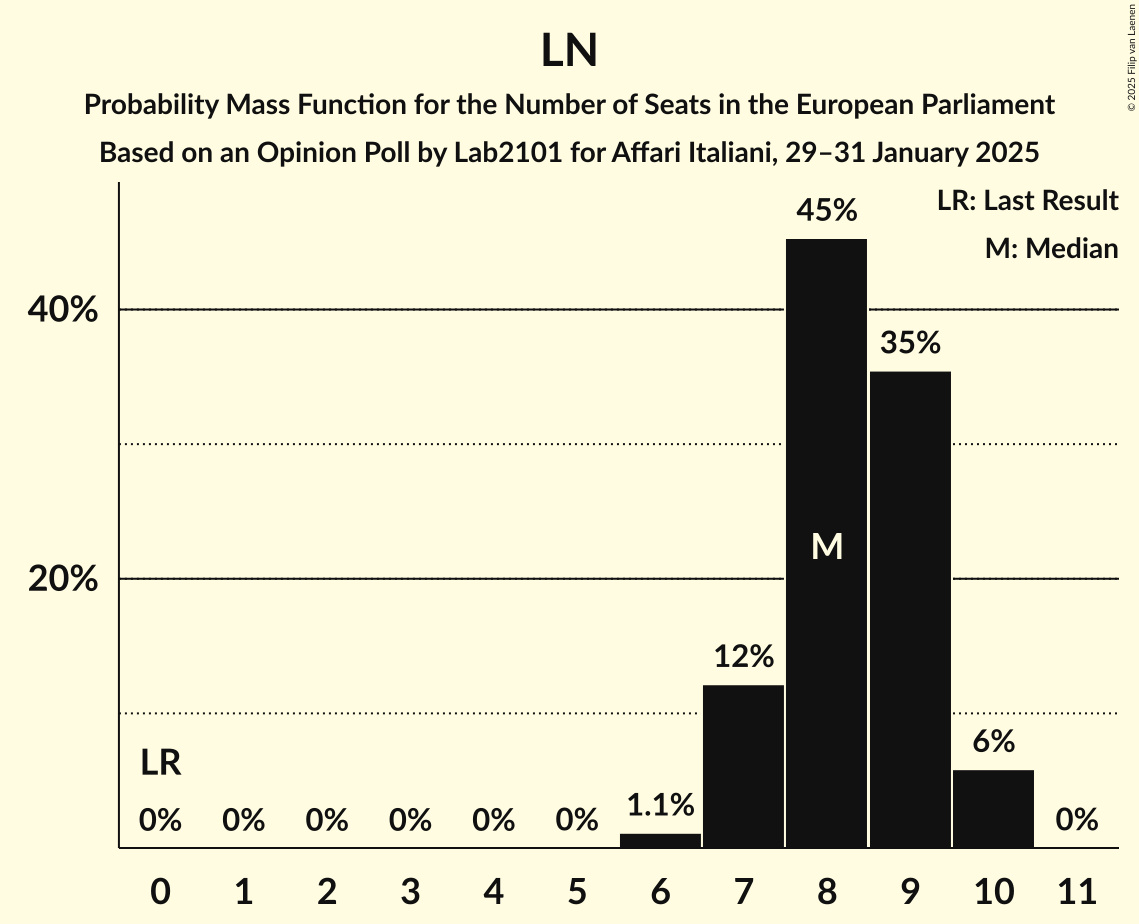 LN
Probability Mass Function for the Number of Seats in the European Parliament
Based on an Opinion Poll by Lab2101 for Affari Italiani, 29–31 January 2025
© 2025 Filip van Laenen
LR: Last Result
M: Median
45%
40%
35%
M
20%
12%
LR
6%
1.1%
0% 0% 0% 0% 0% 0% 0%
0 1 2 3 4 5 6 7 8 9 10 11